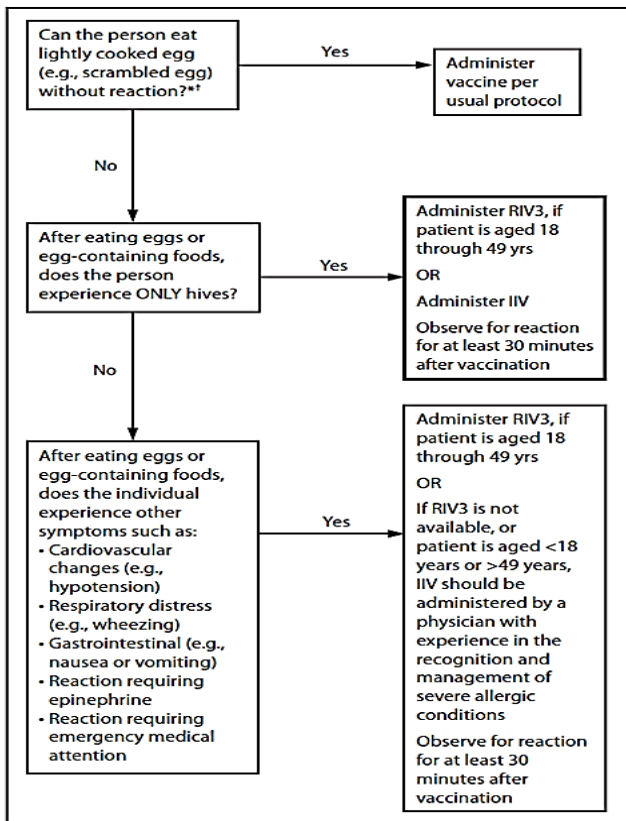 Can the person eat
lightly cooked egg
(e.g., scrambled egg)
without reaction?*†
Yes
Administer
vaccine per
usual protocol
No
After eating eggs or
egg-containing foods,
does the person
experience ONLY hives?
Yes
Administer RIV3, if
patient is aged 18
through 49 yrs
OR
Administer IIV
Observe for reaction
for at least 30 minutes
after vaccination
No
After eating eggs or
egg-containing foods,
does the individual
experience other
symptoms such as:
• Cardiovascular
changes (e.g.,
hypotension)
• Respiratory distress
(e.g., wheezing)
• Gastrointestinal (e.g.,
nausea or vomiting)
• Reaction requiring
epinephrine
• Reaction requiring
emergency medical
attention
Yes
Administer RIV3, if
patient is aged 18
through 49 yrs
OR
If RIV3 is not
available, or
patient is aged <18
years or >49 years,
IIV should be
administered by a
physician with
experience in the
recognition and
management of
severe allergic
conditions
Observe for reaction
for at least 30
minutes after
vaccination